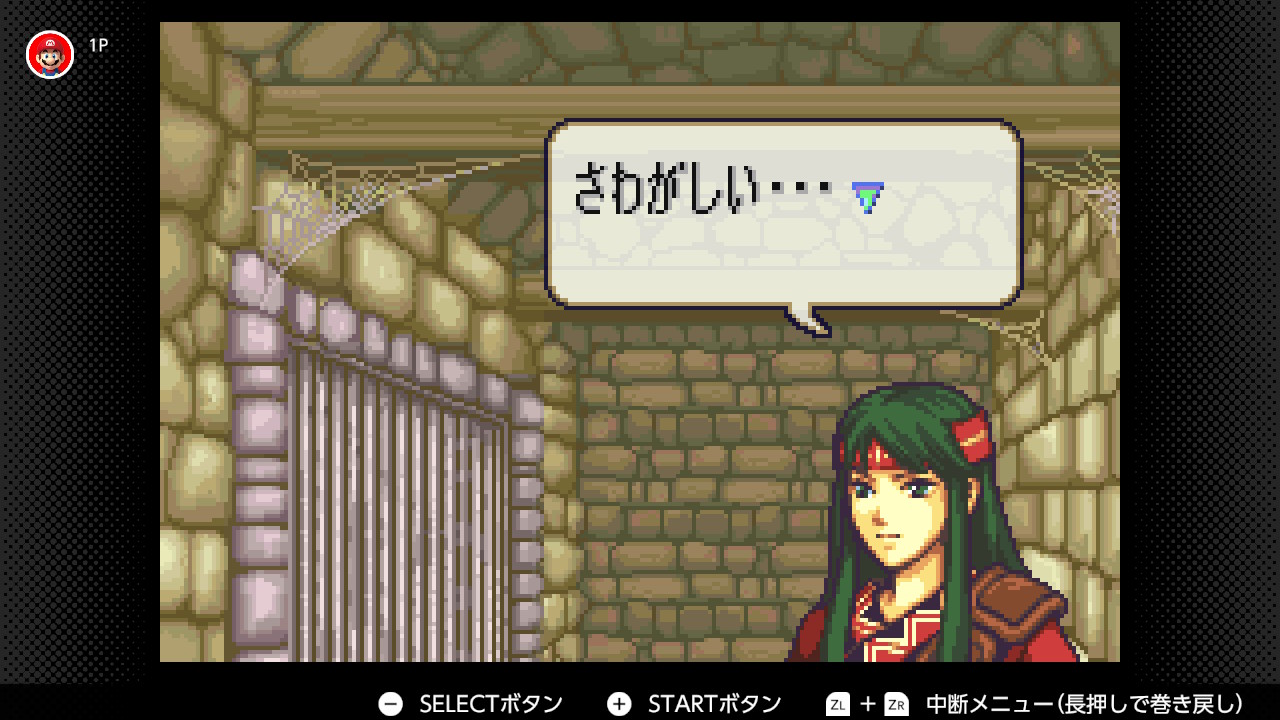 1P
さわがしい・・・
− SELECTボタン + STARTボタン ZL + ZR 中断メニュー(長押しで巻き戻し)